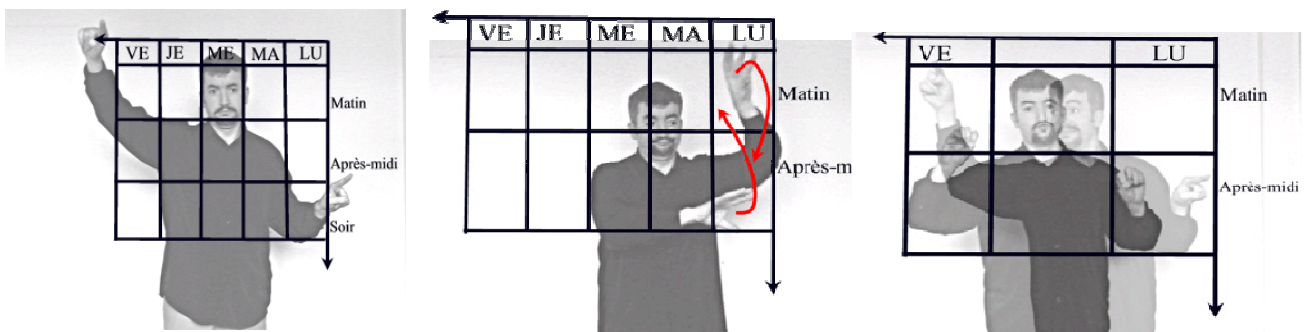 VE JE ME MA LU
Matin
Après-midi
Soir
VE JE ME MA LU
Matin
Après-m
VE LU
Matin
Après-midi